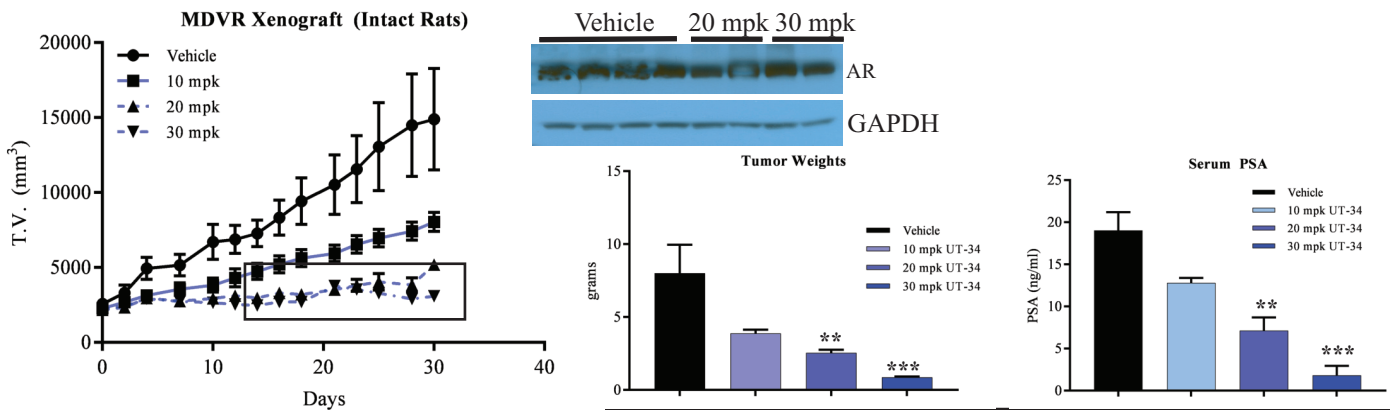 MDVR Xenograft (Intact Rats)
20000
15000
10000
5000
0
T.V. (mm³)
0 10 20 30 40
Days
Vehicle
10 mpk
20 mpk
30 mpk
Vehicle 20 mpk 30 mpk
AR
GAPDH
Tumor Weights
15
10
5
0
grams
Vehicle
10 mpk UT-34
20 mpk UT-34
30 mpk UT-34
**
***
Serum PSA
25
20
15
10
5
0
PSA (ng/ml)
Vehicle
10 mpk UT-34
20 mpk UT-34
30 mpk UT-34
**
***